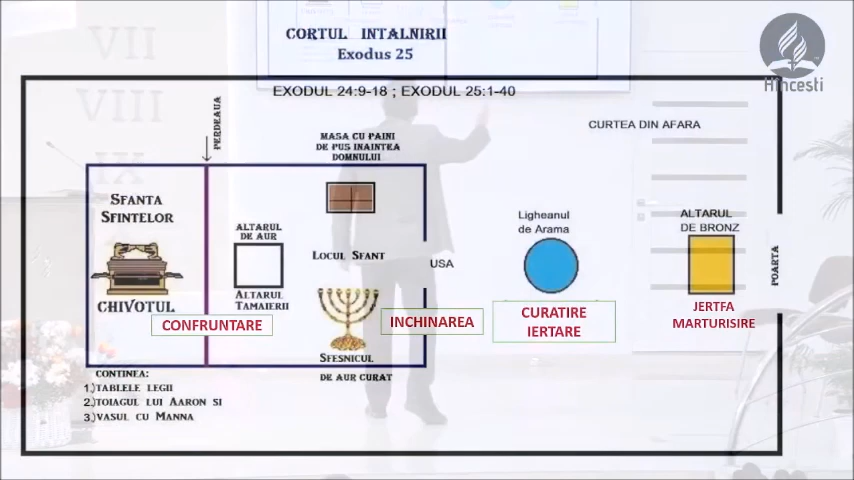 CORTUL INTALNIRII
Exodus 25
Hîncesti
VII
VIII
IX
EXODUL 24:9-18 ; EXODUL 25:1-40
PERDEAUA
CURTEA DIN AFARA
MASA CU PAINI
DE PUS INAINTEA
DOMNULUI
SFANTA
SFINTELOR
CHIVOTUL
ALTARUL
DE AUR
ALTARUL
TAMAIERII
LOCUL SFANT
USA
Ligheanul
de Arama
ALTARUL
DE BRONZ
POARTA
CONFRUNTARE
INCHINAREA
CURATIRE
IERTARE
JERTFA
MARTURISIRE
SFESNICUL
DE AUR CURAT
CONTINEA:
1.)TABLELE LEGII
2.)TOIAGUL LUI AARON SI
3.)VASUL CU MANNA